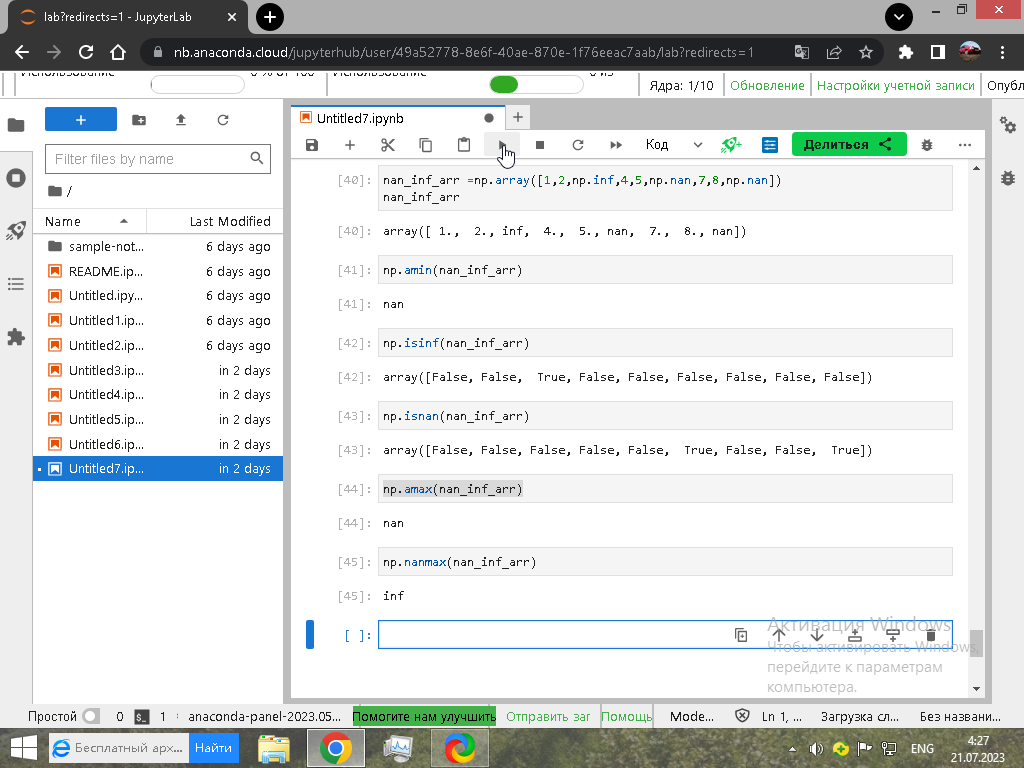 lab?redirects=1 - JupyterLab
nb.anaconda.cloud/jupyterhub/user/49a52778-8e6f-40ae-870e-1f76eeac7aab/lab?redirects=1
Использование 0 % от 100 Использование 0 из
Ядра: 1/10 Обновление Настройки учетной записи Опубл
Untitled7.ipynb
Код Делиться
Filter files by name
/
Name Last Modified
sample-not... 6 days ago
README.ip... 6 days ago
Untitled.ipy... 6 days ago
Untitled1.ip... 6 days ago
Untitled2.ip... 6 days ago
Untitled3.ip... in 2 days
Untitled4.ip... in 2 days
Untitled5.ip... in 2 days
Untitled6.ip... in 2 days
Untitled7.ip... in 2 days
[40]: nan_inf_arr =np.array([1,2,np.inf,4,5,np.nan,7,8,np.nan])
nan_inf_arr
[40]: array([ 1., 2., inf, 4., 5., nan, 7., 8., nan])
[41]: np.amin(nan_inf_arr)
[41]: nan
[42]: np.isinf(nan_inf_arr)
[42]: array([False, False, True, False, False, False, False, False, False])
[43]: np.isnan(nan_inf_arr)
[43]: array([False, False, False, False, False, True, False, False, True])
[44]: np.amax(nan_inf_arr)
[44]: nan
[45]: np.nanmax(nan_inf_arr)
[45]: inf
[ ]:
Активация Windows
Чтобы активировать Windows,
перейдите к параметрам
компьютера.
Простой 0 $_ 1 anaconda-panel-2023.05... Помогите нам улучшить Отправить заг Помощь Mode... Ln 1, ... Загрузка сл... Без названи...
Бесплатный арх... Найти
ENG
4:27
21.07.2023